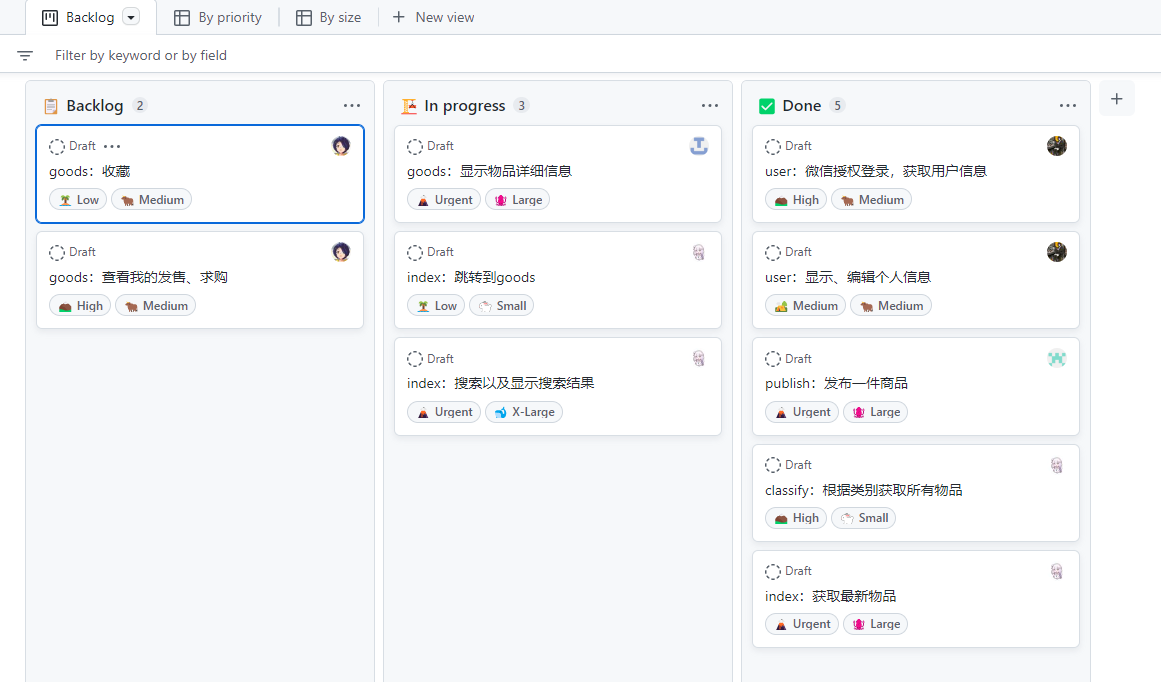 Backlog By priority By size New view
Filter by keyword or by field
Backlog 2
Draft
goods：收藏
Low Medium
Draft
goods：查看我的发售、求购
High Medium
In progress 3
Draft
goods：显示物品详细信息
Urgent Large
Draft
index：跳转到goods
Low Small
Draft
index：搜索以及显示搜索结果
Urgent X-Large
Done 5
Draft
user：微信授权登录，获取用户信息
High Medium
Draft
user：显示、编辑个人信息
Medium Medium
Draft
publish：发布一件商品
Urgent Large
Draft
classify：根据类别获取所有物品
High Small
Draft
index：获取最新物品
Urgent Large